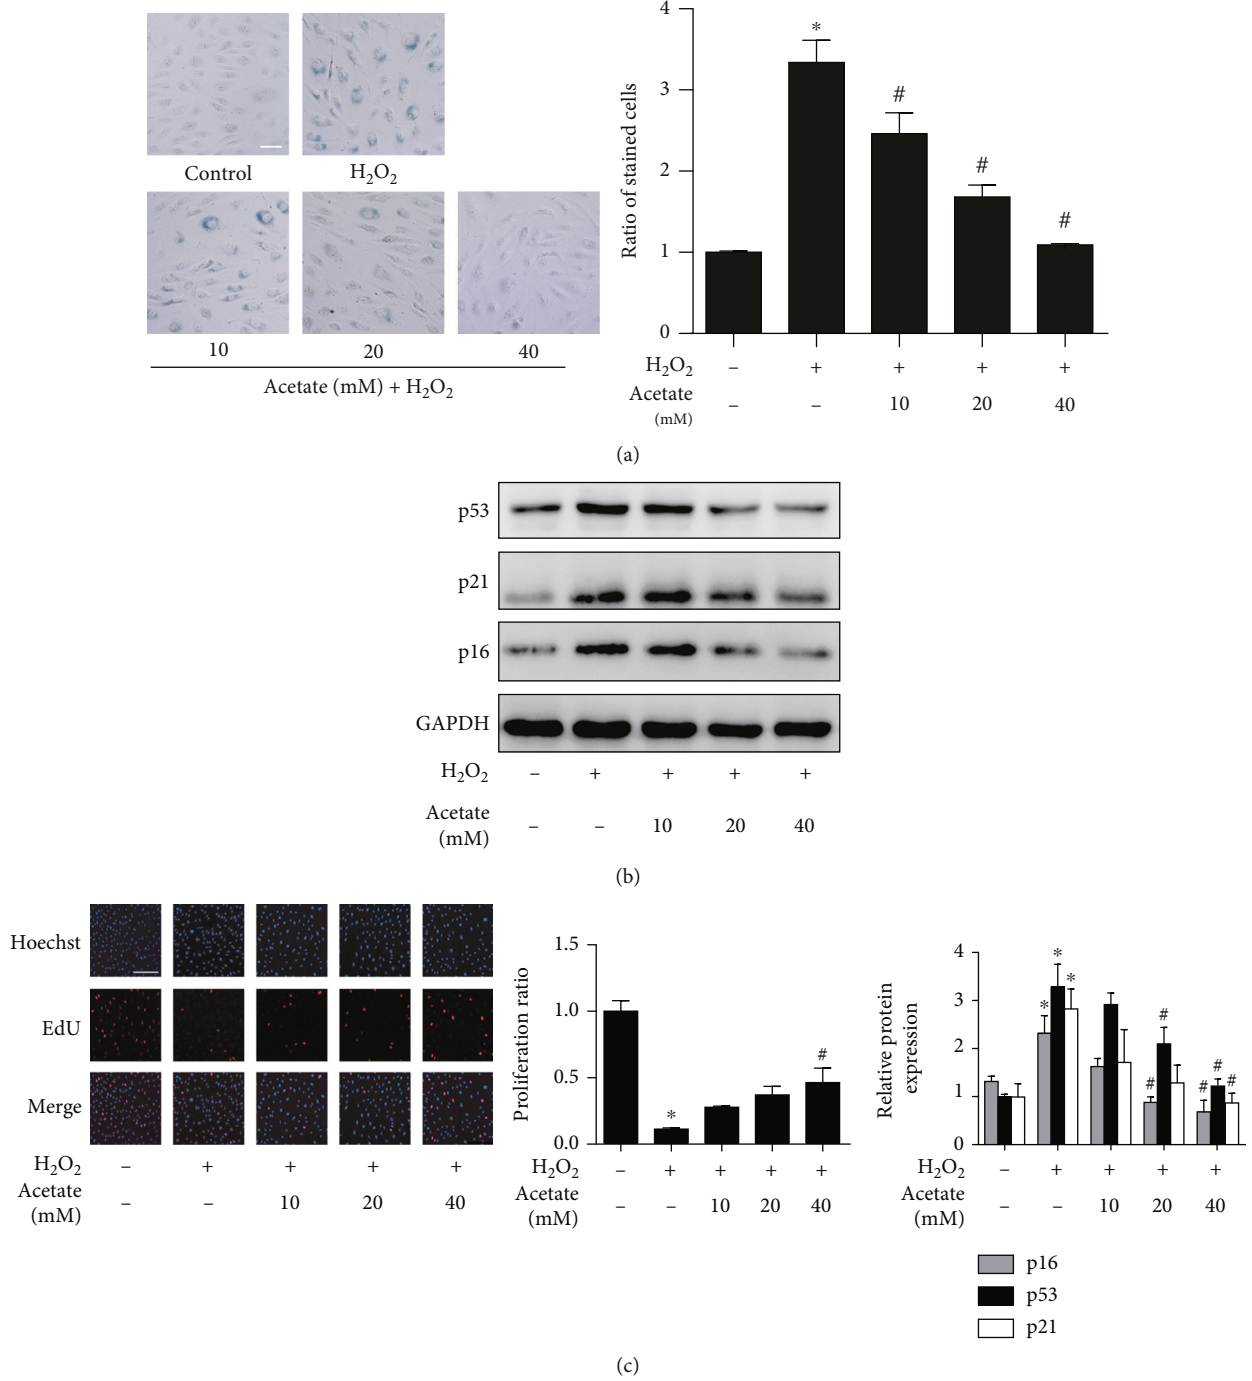 Control
H₂O₂
10
20
40
Acetate (mM) + H₂O₂
Ratio of stained cells
4
3
2
1
0
*
#
#
#
H₂O₂
–
+
+
+
+
Acetate
(mM)
–
–
10
20
40
(a)
p53
p21
p16
GAPDH
H₂O₂
–
+
+
+
+
Acetate
(mM)
–
–
10
20
40
(b)
Hoechst
EdU
Merge
H₂O₂
–
+
+
+
+
Acetate
(mM)
–
–
10
20
40
Proliferation ratio
1.5
1.0
0.5
0.0
*
#
H₂O₂
–
+
+
+
+
Acetate
(mM)
–
–
10
20
40
Relative protein
expression
4
3
2
1
0
*
*
*
#
#
#
#
#
H₂O₂
–
+
+
+
+
Acetate
(mM)
–
–
10
20
40
p16
p53
p21
(c)